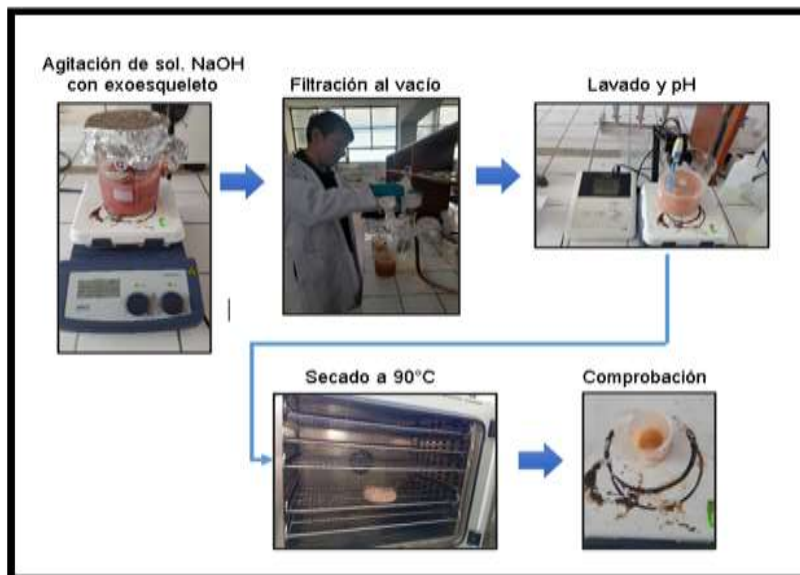 Agitación de sol. NaOH
con exoesqueleto
Filtración al vacío
Lavado y pH
Secado a 90°C
Comprobación